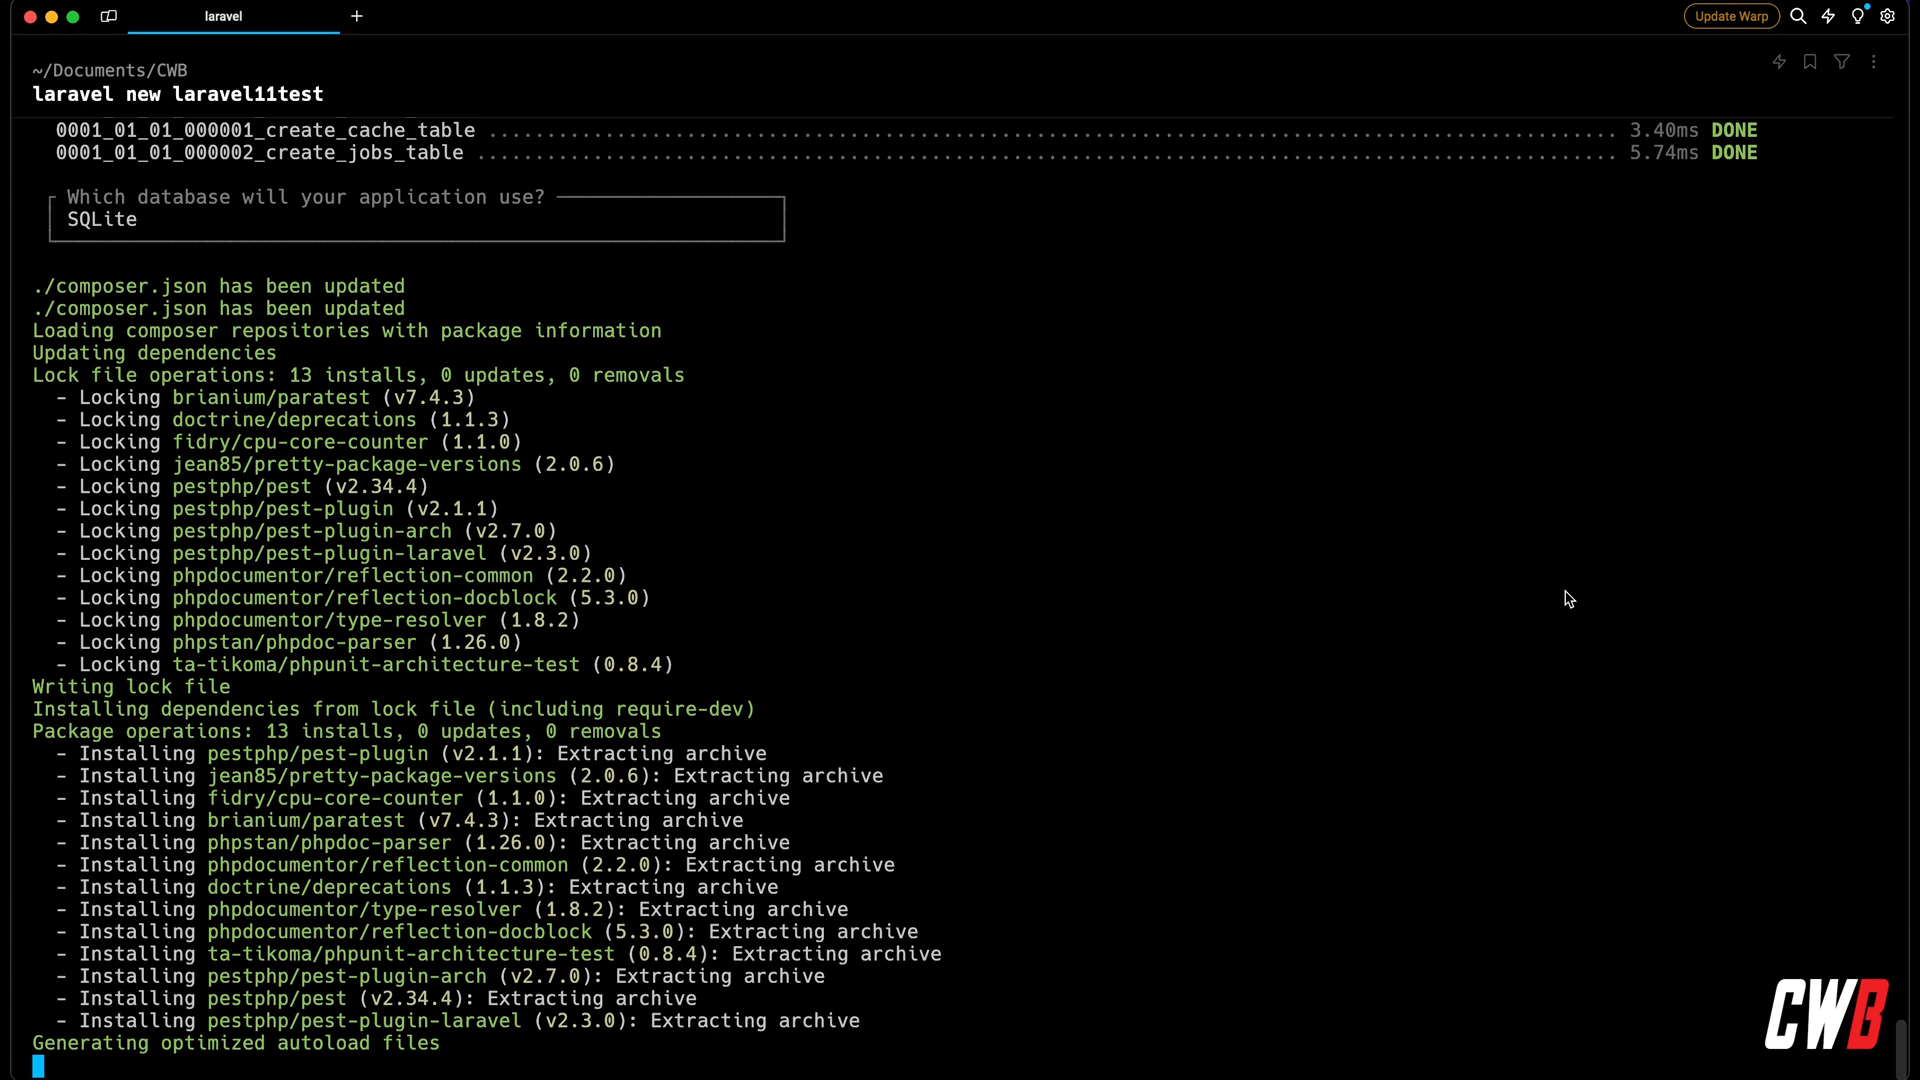 laravel
+
Update Warp
~/Documents/CWB
laravel new laravel11test
0001_01_01_000001_create_cache_table ................................................................................................. 3.40ms DONE
0001_01_01_000002_create_jobs_table .................................................................................................. 5.74ms DONE
Which database will your application use?
SQLite
./composer.json has been updated
./composer.json has been updated
Loading composer repositories with package information
Updating dependencies
Lock file operations: 13 installs, 0 updates, 0 removals
- Locking brianium/paratest (v7.4.3)
- Locking doctrine/deprecations (1.1.3)
- Locking fidry/cpu-core-counter (1.1.0)
- Locking jean85/pretty-package-versions (2.0.6)
- Locking pestphp/pest (v2.34.4)
- Locking pestphp/pest-plugin (v2.1.1)
- Locking pestphp/pest-plugin-arch (v2.7.0)
- Locking pestphp/pest-plugin-laravel (v2.3.0)
- Locking phpdocumentor/reflection-common (2.2.0)
- Locking phpdocumentor/reflection-docblock (5.3.0)
- Locking phpdocumentor/type-resolver (1.8.2)
- Locking phpstan/phpdoc-parser (1.26.0)
- Locking ta-tikoma/phpunit-architecture-test (0.8.4)
Writing lock file
Installing dependencies from lock file (including require-dev)
Package operations: 13 installs, 0 updates, 0 removals
- Installing pestphp/pest-plugin (v2.1.1): Extracting archive
- Installing jean85/pretty-package-versions (2.0.6): Extracting archive
- Installing fidry/cpu-core-counter (1.1.0): Extracting archive
- Installing brianium/paratest (v7.4.3): Extracting archive
- Installing phpstan/phpdoc-parser (1.26.0): Extracting archive
- Installing phpdocumentor/reflection-common (2.2.0): Extracting archive
- Installing doctrine/deprecations (1.1.3): Extracting archive
- Installing phpdocumentor/type-resolver (1.8.2): Extracting archive
- Installing phpdocumentor/reflection-docblock (5.3.0): Extracting archive
- Installing ta-tikoma/phpunit-architecture-test (0.8.4): Extracting archive
- Installing pestphp/pest-plugin-arch (v2.7.0): Extracting archive
- Installing pestphp/pest (v2.34.4): Extracting archive
- Installing pestphp/pest-plugin-laravel (v2.3.0): Extracting archive
Generating optimized autoload files
CWB